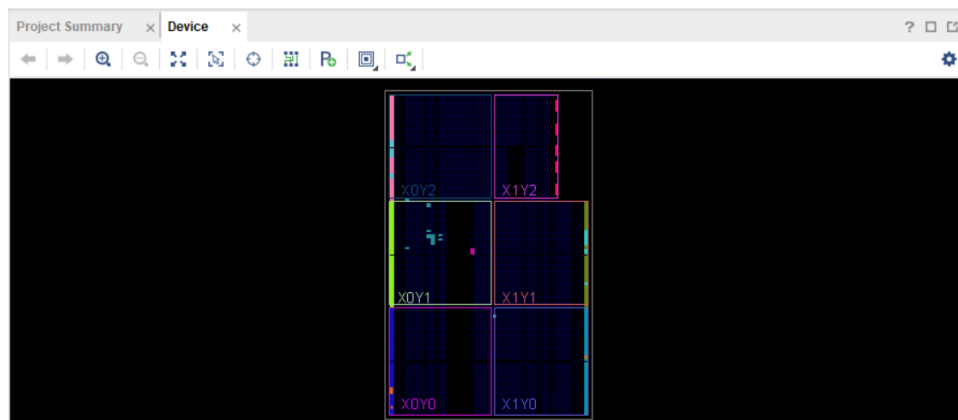 Project Summary × Device ×
?
X0Y2 X1Y2
X0Y1 X1Y1
X0Y0 X1Y0